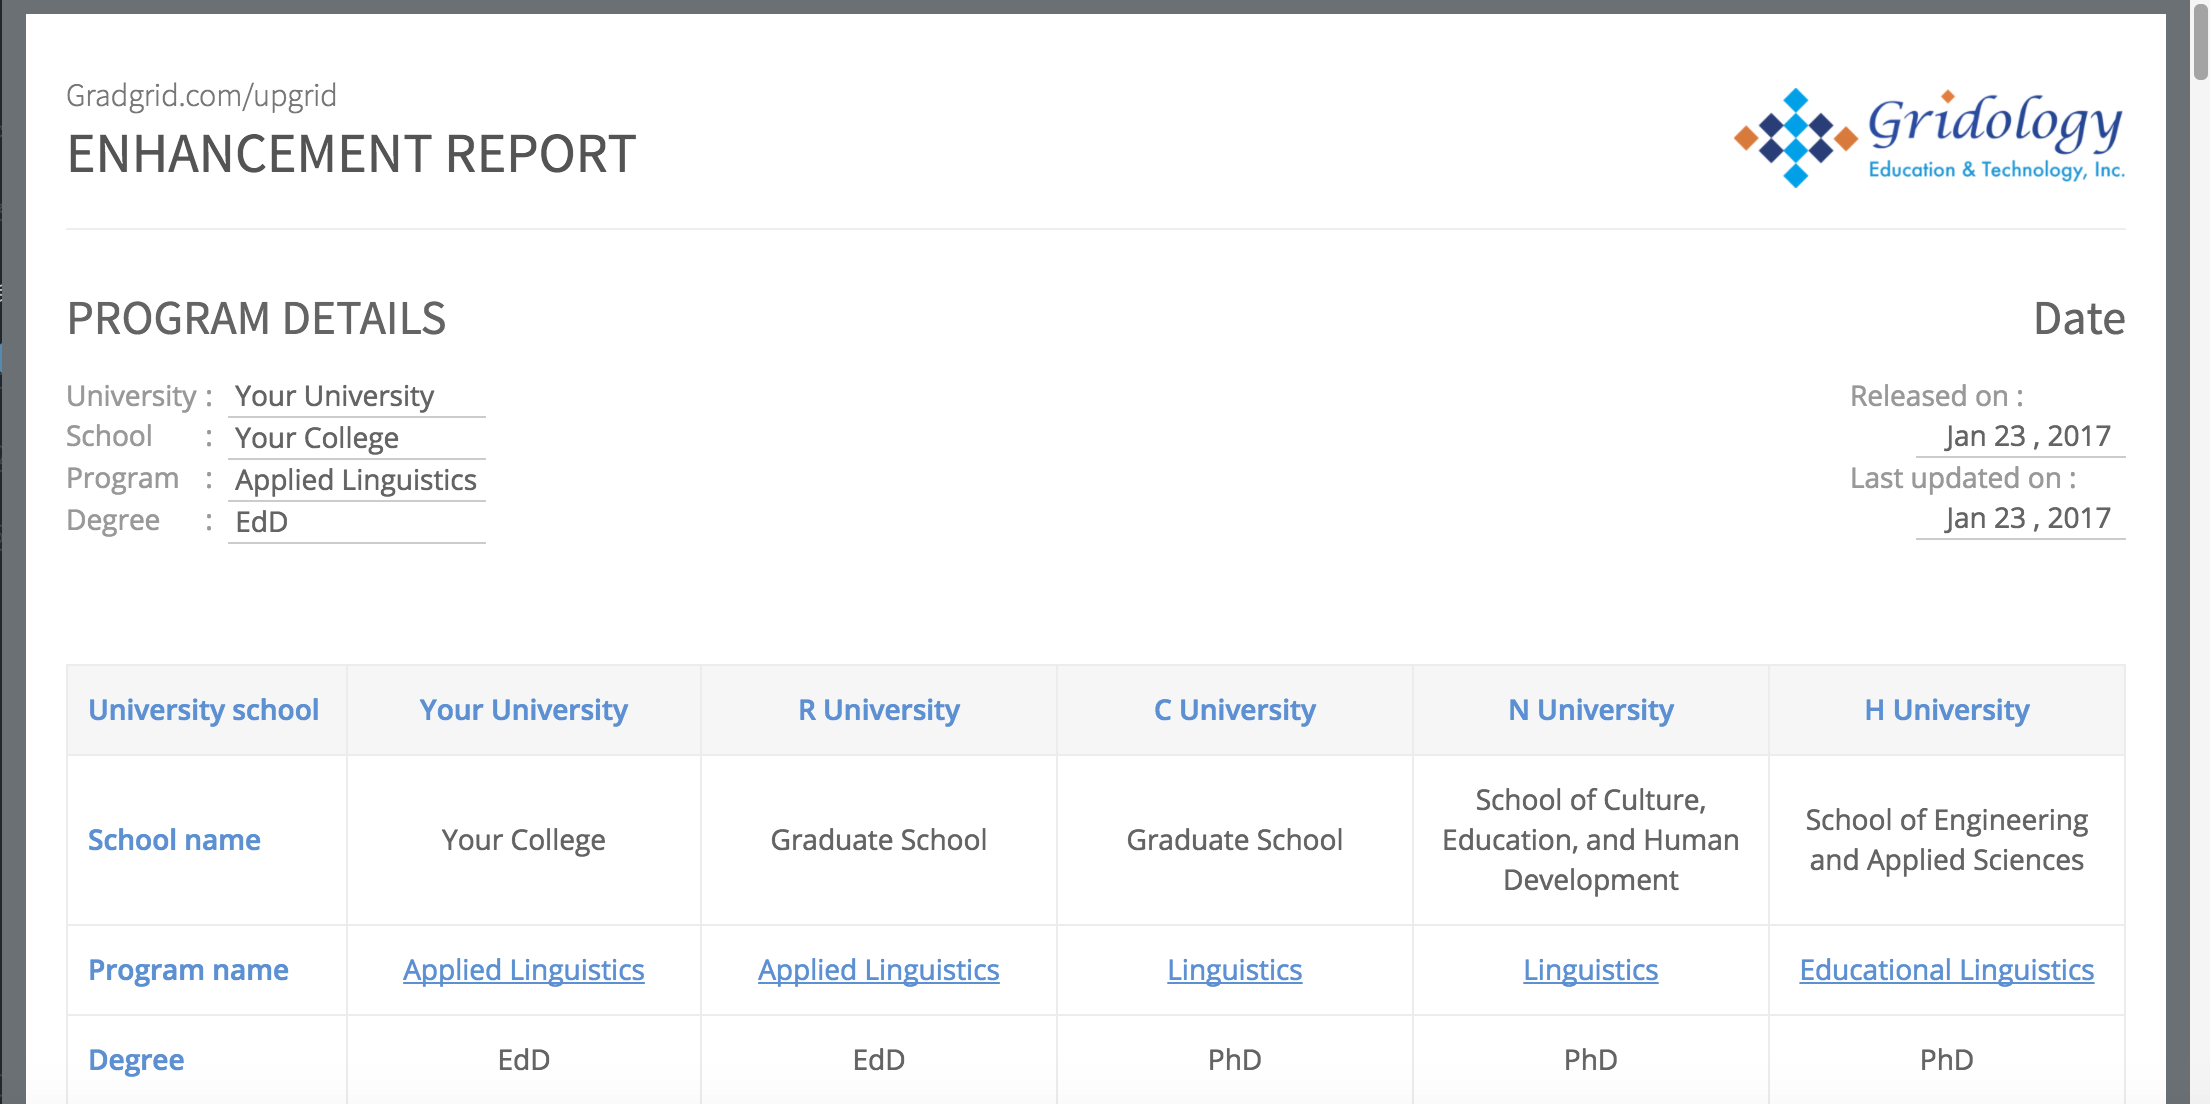 Gradgrid.com/upgrid
ENHANCEMENT REPORT
Gridology
Education & Technology, Inc.
PROGRAM DETAILS
Date
University : Your University
School : Your College
Program : Applied Linguistics
Degree : EdD
Released on :
Jan 23 , 2017
Last updated on :
Jan 23 , 2017
University school Your University R University C University N University H University
School name Your College Graduate School Graduate School School of Culture, Education, and Human Development School of Engineering and Applied Sciences
Program name Applied Linguistics Applied Linguistics Linguistics Linguistics Educational Linguistics
Degree EdD EdD PhD PhD PhD